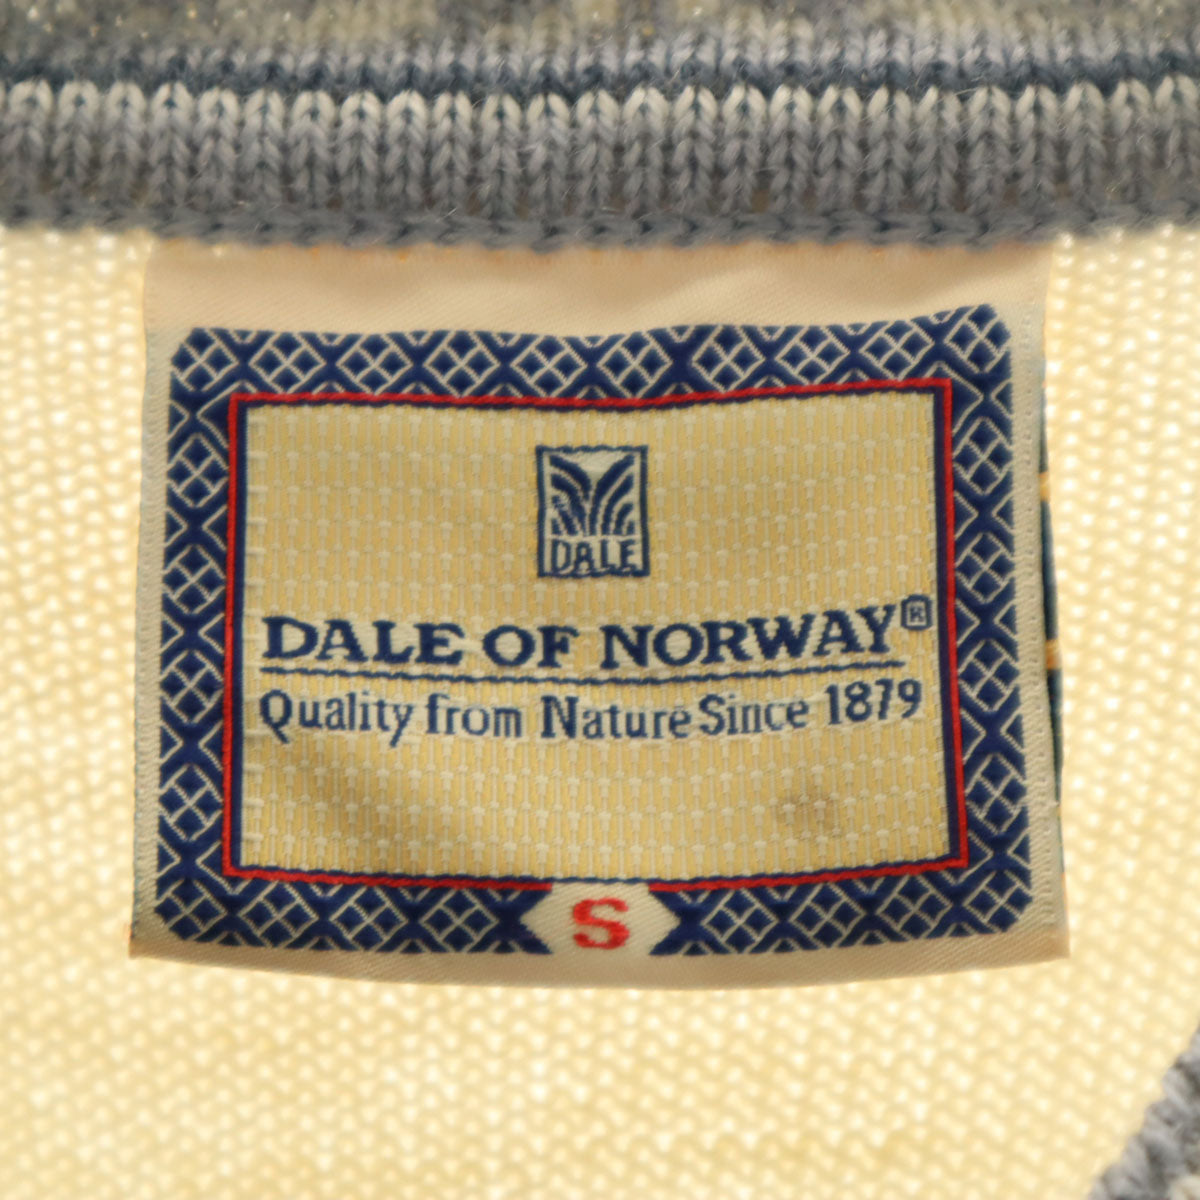 DALE
DALE OF NORWAY®
Quality from Nature Since 1879
S